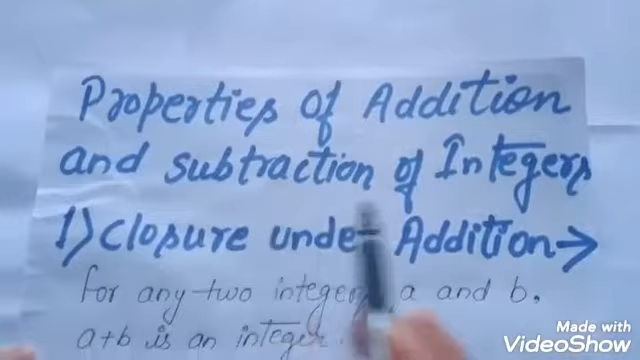 Properties of Addition
and subtraction of Integers
1) Closure under Addition→
for any two integers, a and b,
a+b is an integer.
Made with
VideoShow